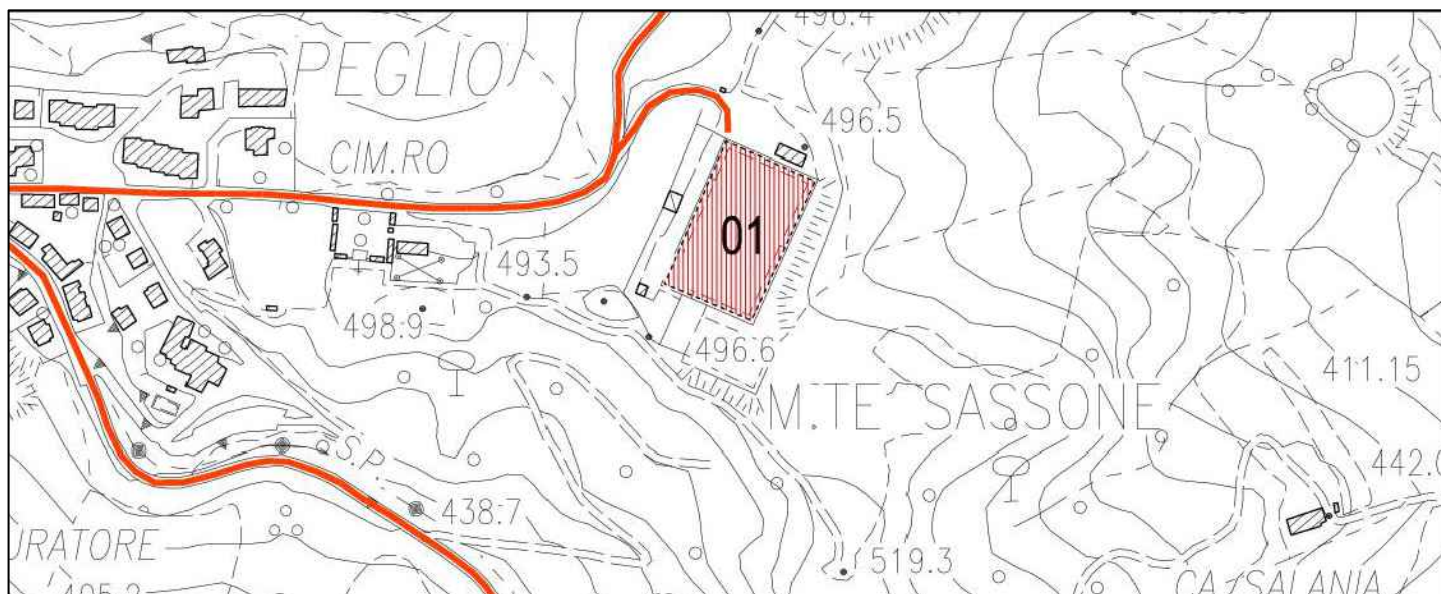 496.4
PEGLIO
496.5
CIM.RO
01
493.5
498:9
496.6
411.15
M.TE SASSONE
S.P.
442.0
438:7
URATORE
519.3
CA SALANIA